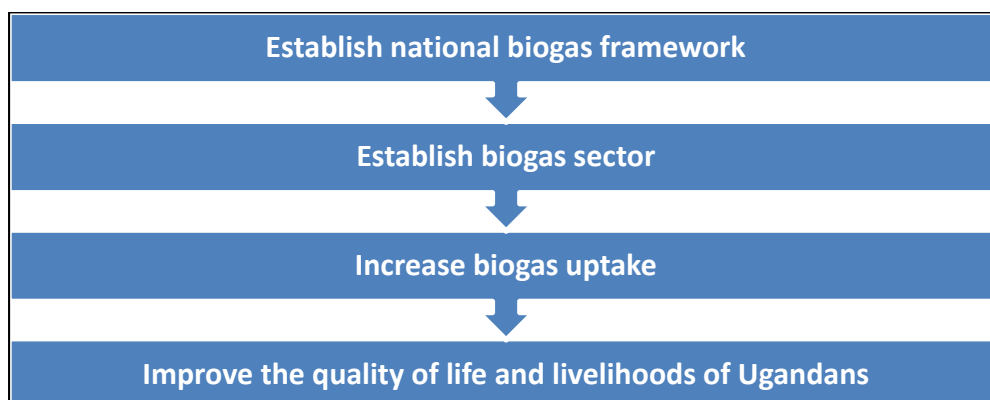 Establish national biogas framework
Establish biogas sector
Increase biogas uptake
Improve the quality of life and livelihoods of Ugandans